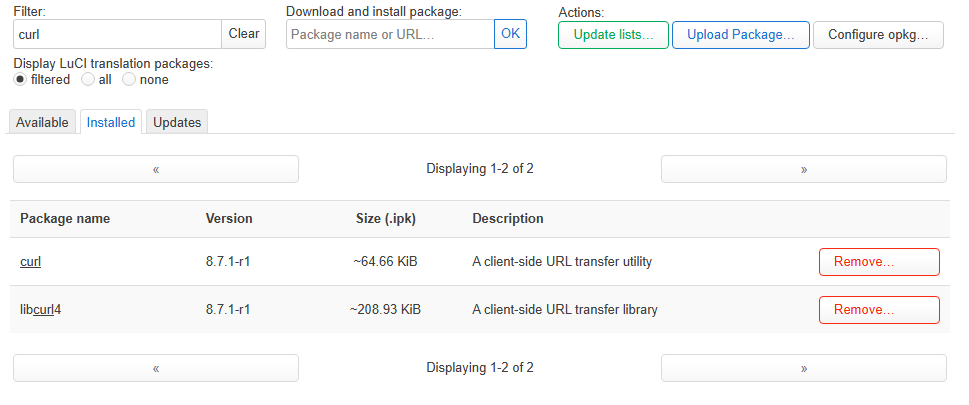 Filter:
Download and install package:
Actions:
curl Clear
Package name or URL... OK
Update lists... Upload Package... Configure opkg...
Display LuCI translation packages:
filtered all none
Available Installed Updates
« Displaying 1-2 of 2 »
Package name Version Size (.ipk) Description
curl 8.7.1-r1 ~64.66 KiB A client-side URL transfer utility Remove...
libcurl4 8.7.1-r1 ~208.93 KiB A client-side URL transfer library Remove...
« Displaying 1-2 of 2 »